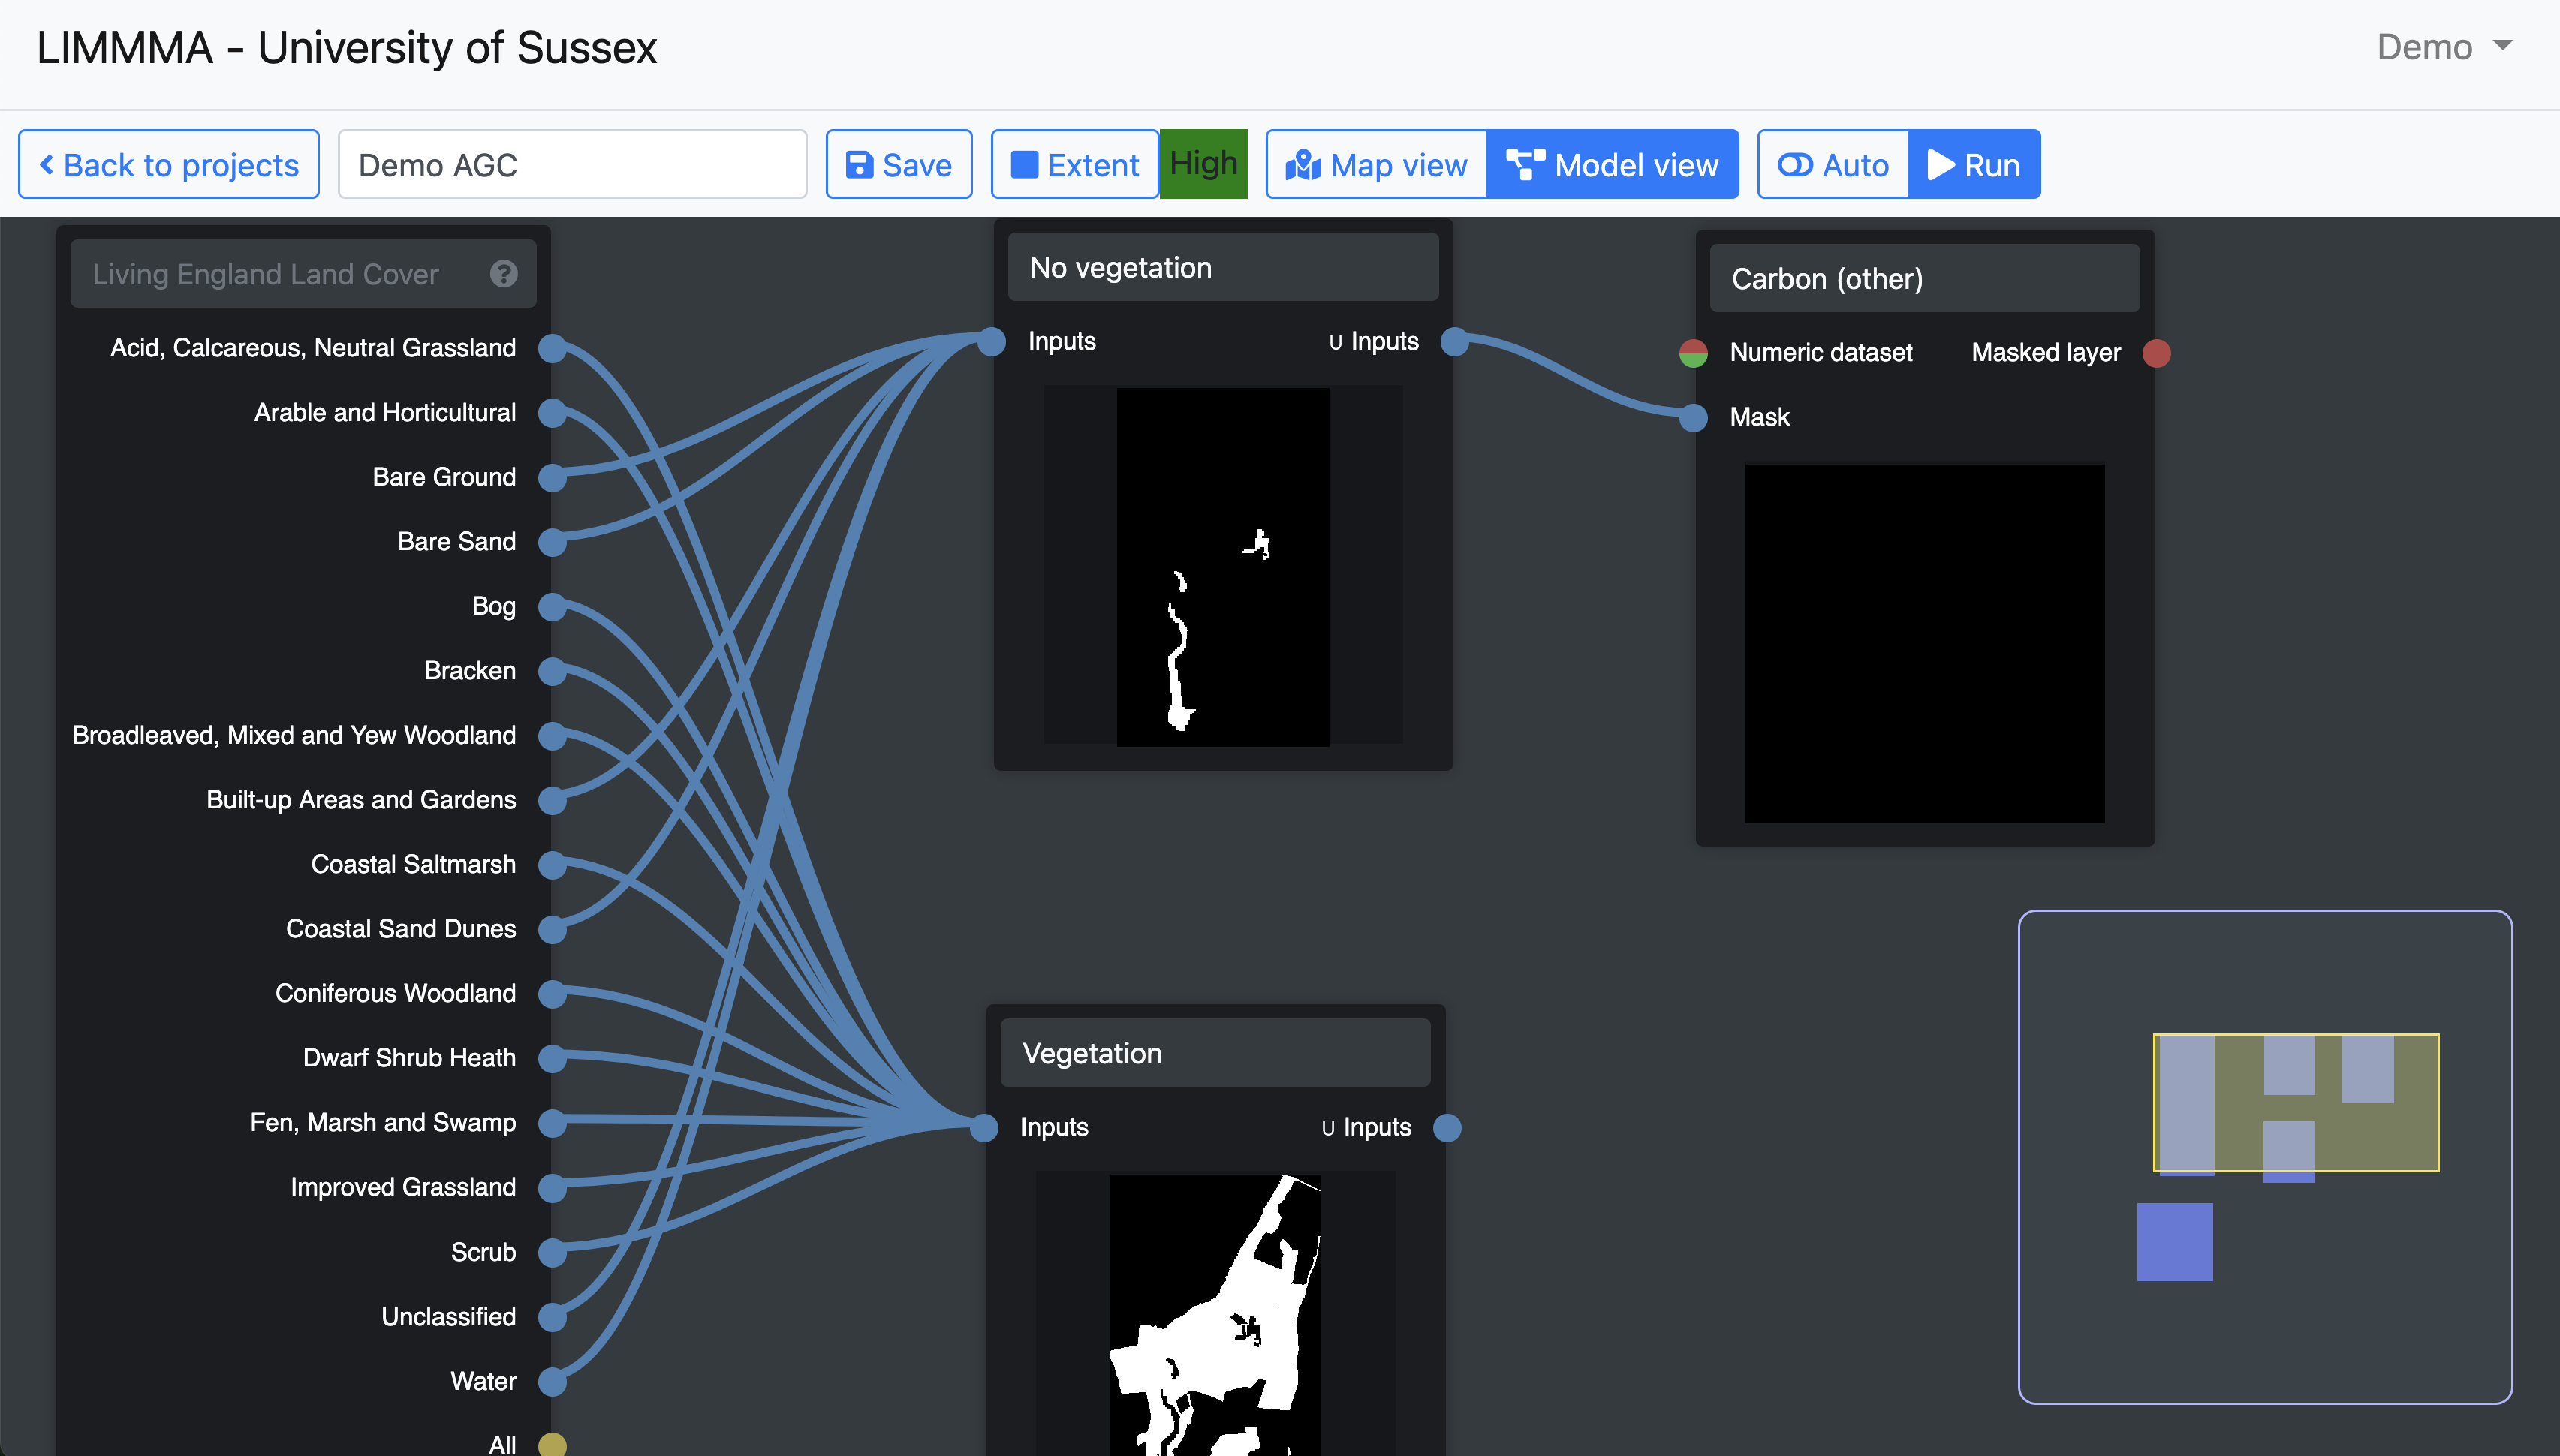 LIMMMA - University of Sussex
Demo
Back to projects
Demo AGC
Save
Extent
High
Map view
Model view
Auto
Run
Living England Land Cover
?
Acid, Calcareous, Neutral Grassland
Arable and Horticultural
Bare Ground
Bare Sand
Bog
Bracken
Broadleaved, Mixed and Yew Woodland
Built-up Areas and Gardens
Coastal Saltmarsh
Coastal Sand Dunes
Coniferous Woodland
Dwarf Shrub Heath
Fen, Marsh and Swamp
Improved Grassland
Scrub
Unclassified
Water
All
No vegetation
Inputs
∪ Inputs
Vegetation
Inputs
∪ Inputs
Carbon (other)
Numeric dataset
Masked layer
Mask